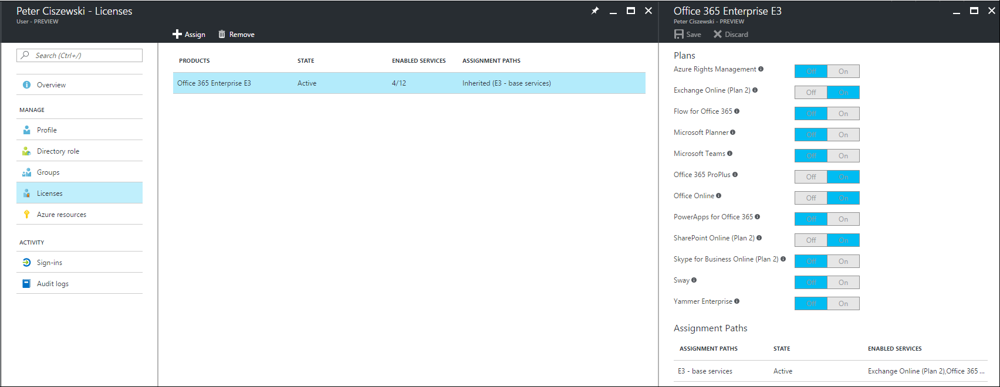 Peter Ciszewski - Licenses
User - PREVIEW
Assign Remove
Search (Ctrl+/)
Overview
MANAGE
Profile
Directory role
Groups
Licenses
Azure resources
ACTIVITY
Sign-ins
Audit logs
PRODUCTS STATE ENABLED SERVICES ASSIGNMENT PATHS
Office 365 Enterprise E3 Active 4/12 Inherited (E3 - base services)
Office 365 Enterprise E3
Peter Ciszewski - PREVIEW
Save Discard
Plans
Azure Rights Management Off On
Exchange Online (Plan 2) Off On
Flow for Office 365 Off On
Microsoft Planner Off On
Microsoft Teams Off On
Office 365 ProPlus Off On
Office Online Off On
PowerApps for Office 365 Off On
SharePoint Online (Plan 2) Off On
Skype for Business Online (Plan 2) Off On
Sway Off On
Yammer Enterprise Off On
Assignment Paths
ASSIGNMENT PATHS STATE ENABLED SERVICES
E3 - base services Active Exchange Online (Plan 2),Office 365 ...